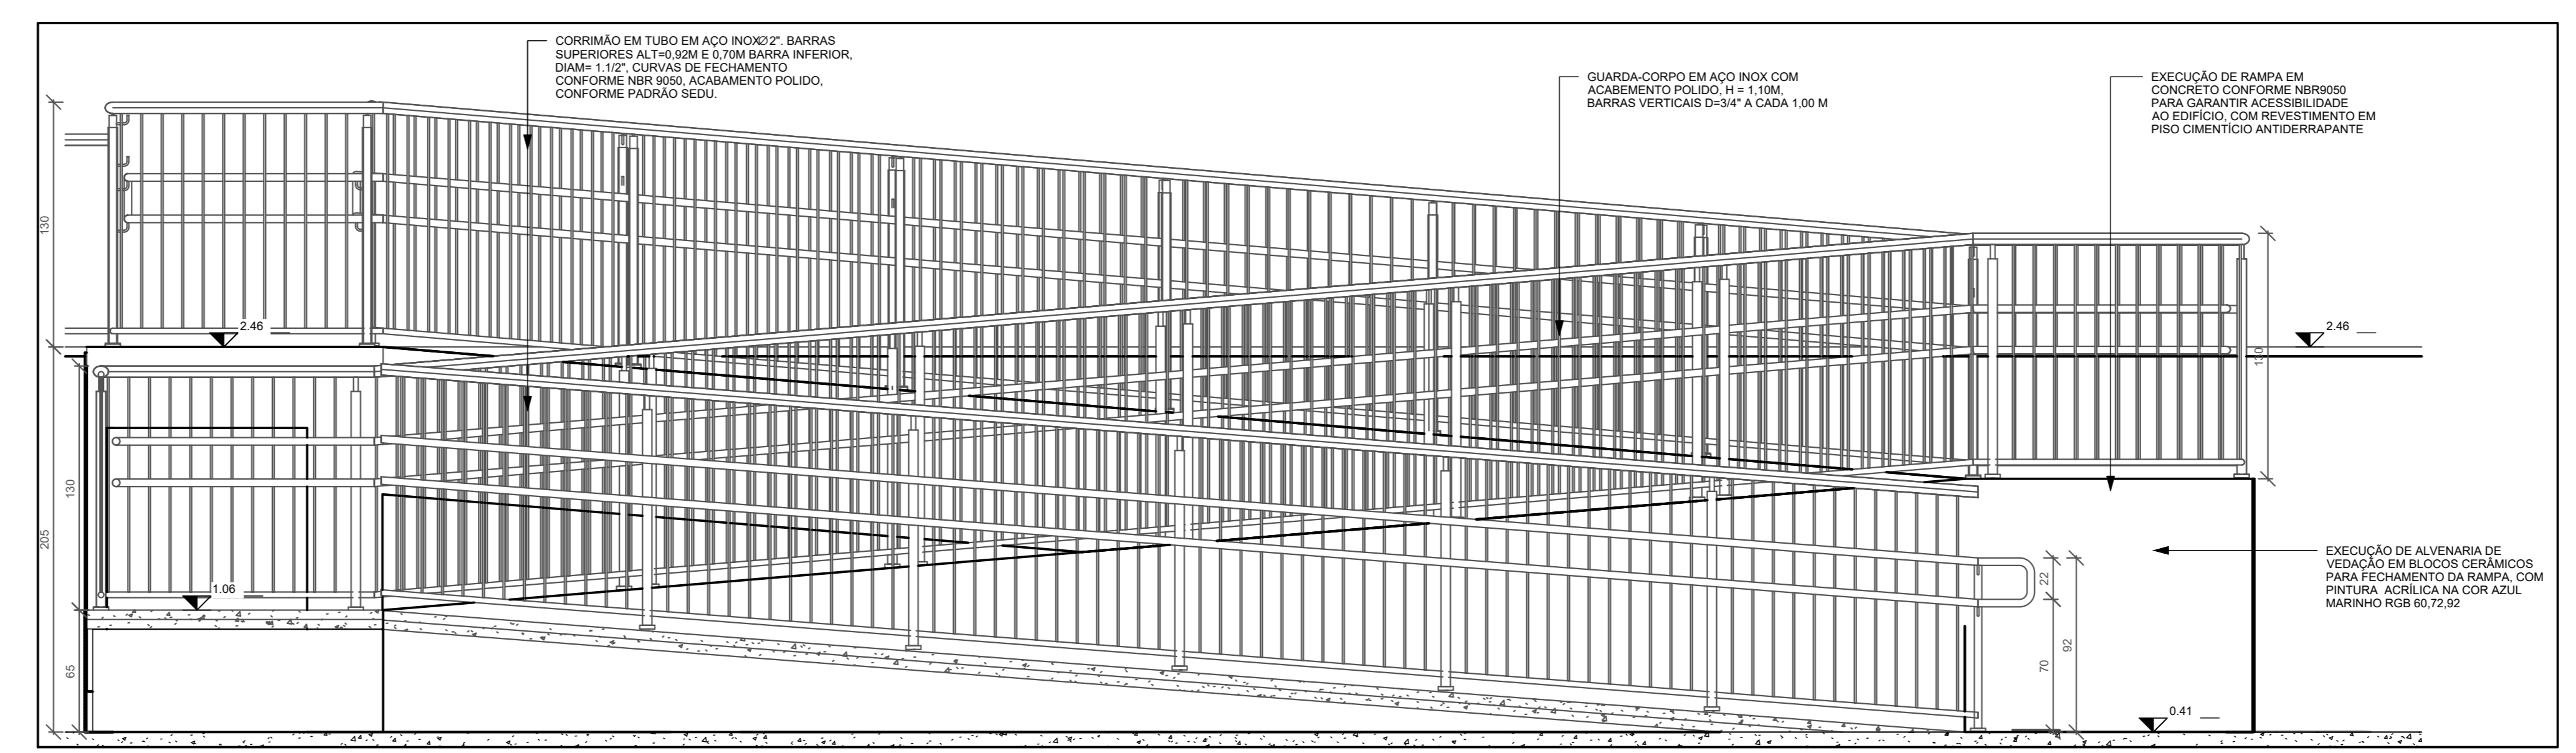 CORRIMÃO EM TUBO EM AÇO INOXØ2". BARRAS
SUPERIORES ALT=0,92M E 0,70M BARRA INFERIOR,
DIAM= 1.1/2", CURVAS DE FECHAMENTO
CONFORME NBR 9050, ACABAMENTO POLIDO,
CONFORME PADRÃO SEDU.
GUARDA-CORPO EM AÇO INOX COM
ACABEMENTO POLIDO, H = 1,10M,
BARRAS VERTICAIS D=3/4" A CADA 1,00 M
EXECUÇÃO DE RAMPA EM
CONCRETO CONFORME NBR9050
PARA GARANTIR ACESSIBILIDADE
AO EDIFÍCIO, COM REVESTIMENTO EM
PISO CIMENTÍCIO ANTIDERRAPANTE
130
2.46
2.46
130
130
205
1.06
65
22
92
70
EXECUÇÃO DE ALVENARIA DE
VEDAÇÃO EM BLOCOS CERÂMICOS
PARA FECHAMENTO DA RAMPA, COM
PINTURA ACRÍLICA NA COR AZUL
MARINHO RGB 60,72,92
0.41